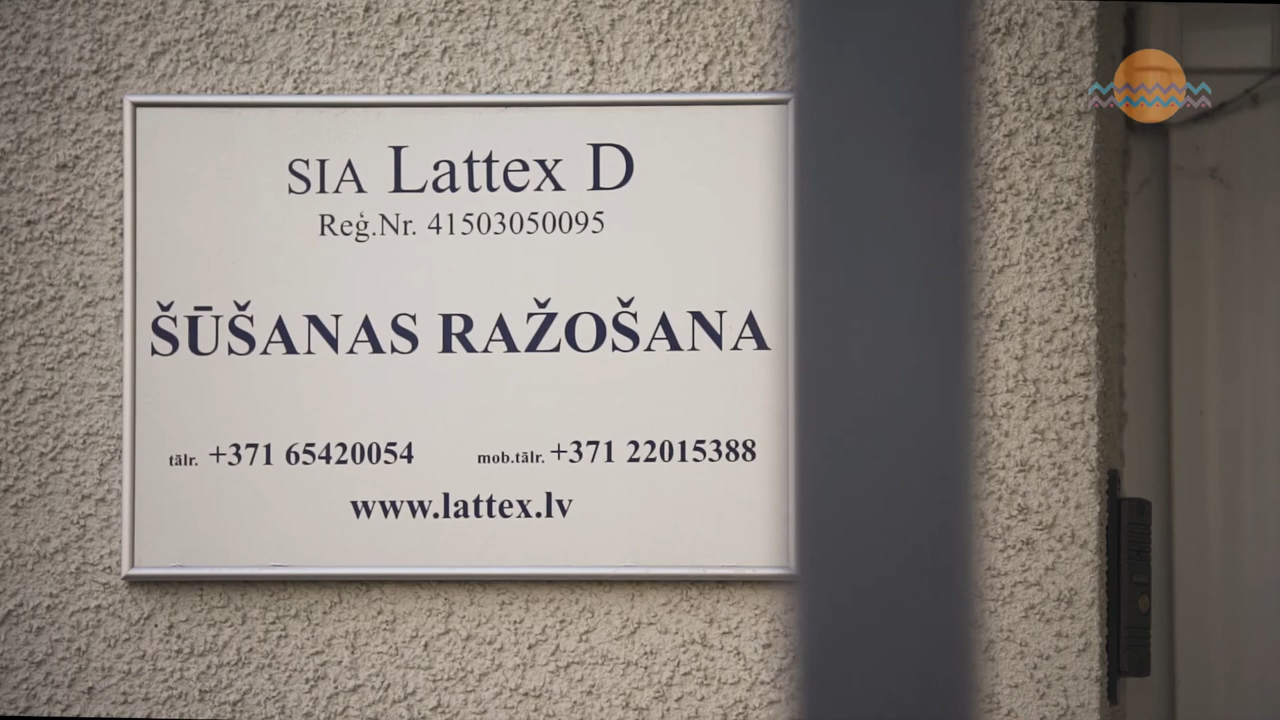 SIA Lattex D
Reģ.Nr. 41503050095
ŠŪŠANAS RAŽOŠANA
tālr. +371 65420054 mob.tālr. +371 22015388
www.lattex.lv